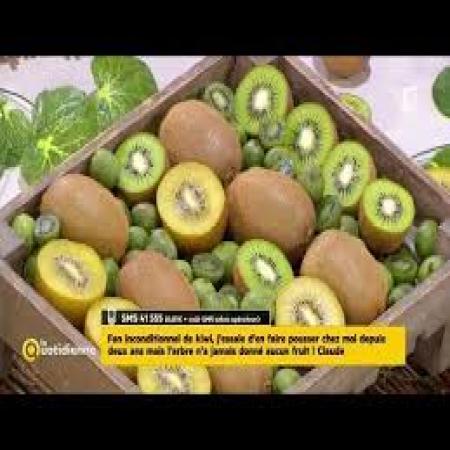 SMS 41 555
Fan inconditionnel de kiwi, j'essaie d'en faire pousser chez moi depuis
deux ans mais l'arbre n'a jamais donné aucun fruit ! Claude
la
Quotidienne